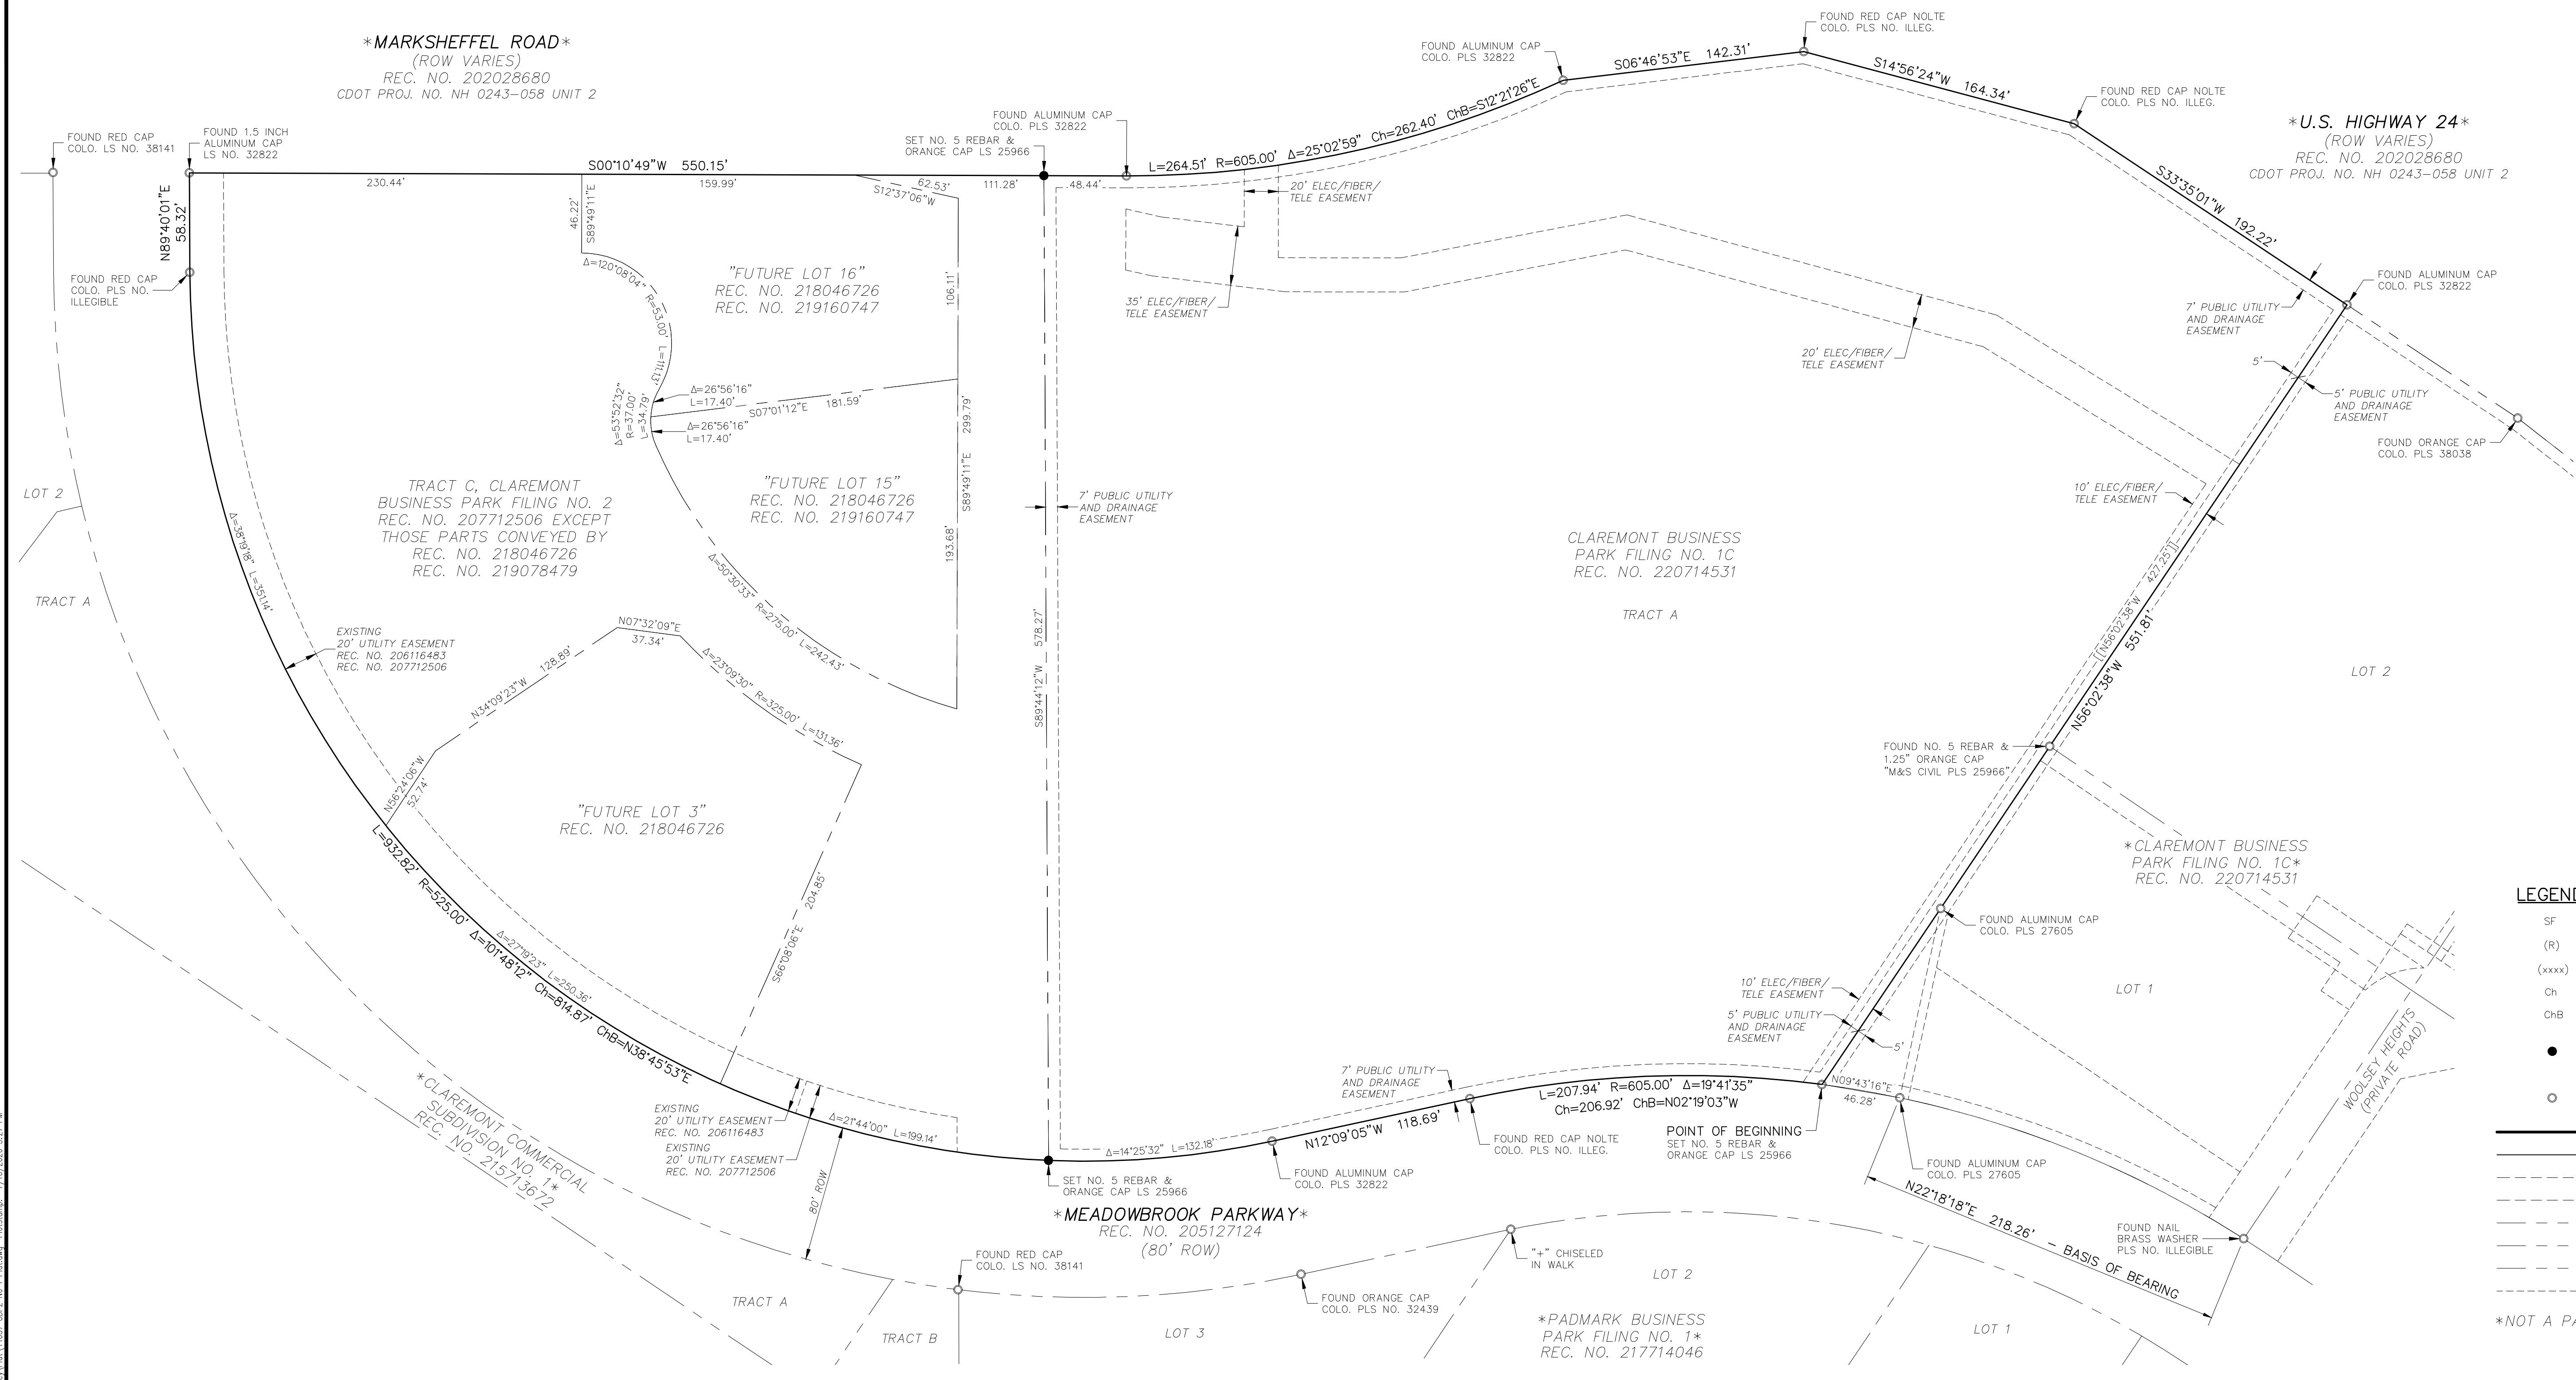 *MARKSHEFFEL ROAD*
(ROW VARIES)
REC. NO. 202028680
CDOT PROJ. NO. NH 0243-058 UNIT 2
FOUND RED CAP
COLO. LS NO. 38141
FOUND 1.5 INCH
ALUMINUM CAP
LS NO. 32822
N89°40'01"E
58.32'
FOUND RED CAP
COLO. PLS NO.
ILLEGIBLE
S00°10'49"W 550.15'
230.44'
159.99'
62.53'
S12°37'06"W
111.28'
48.44'
SET NO. 5 REBAR &
ORANGE CAP LS 25966
FOUND ALUMINUM CAP
COLO. PLS 32822
L=264.51' R=605.00' Δ=25°02'59" Ch=262.40' ChB=S12°21'26"E
FOUND ALUMINUM CAP
COLO. PLS 32822
S06°46'53"E 142.31'
FOUND RED CAP NOLTE
COLO. PLS NO. ILLEG.
S14°56'24"W 164.34'
FOUND RED CAP NOLTE
COLO. PLS NO. ILLEG.
*U.S. HIGHWAY 24*
(ROW VARIES)
REC. NO. 202028680
CDOT PROJ. NO. NH 0243-058 UNIT 2
S33°35'01"W 192.22'
FOUND ALUMINUM CAP
COLO. PLS 32822
7' PUBLIC UTILITY
AND DRAINAGE
EASEMENT
5'
5' PUBLIC UTILITY
AND DRAINAGE
EASEMENT
FOUND ORANGE CAP
COLO. PLS 38038
20' ELEC/FIBER/
TELE EASEMENT
35' ELEC/FIBER/
TELE EASEMENT
20' ELEC/FIBER/
TELE EASEMENT
10' ELEC/FIBER/
TELE EASEMENT
46.22'
S89°49'11"E
Δ=120°08'04" R=53.00' L=111.13'
"FUTURE LOT 16"
REC. NO. 218046726
REC. NO. 219160747
106.11'
Δ=26°56'16"
L=17.40'
S07°01'12"E 181.59'
Δ=26°56'16"
L=17.40'
Δ=53°52'32"
R=37.00'
L=34.79'
S89°49'11"E 299.79'
193.68'
"FUTURE LOT 15"
REC. NO. 218046726
REC. NO. 219160747
Δ=50°30'33" R=275.00' L=242.43'
7' PUBLIC UTILITY
AND DRAINAGE
EASEMENT
S89°44'12"W 578.27'
LOT 2
TRACT A
TRACT C, CLAREMONT
BUSINESS PARK FILING NO. 2
REC. NO. 207712506 EXCEPT
THOSE PARTS CONVEYED BY
REC. NO. 218046726
REC. NO. 219078479
Δ=38°19'18" L=351.14'
EXISTING
20' UTILITY EASEMENT
REC. NO. 206116483
REC. NO. 207712506
N07°32'09"E
37.34'
N34°09'23"W 128.89'
Δ=23°09'30" R=325.00' L=131.36'
N56°24'06"W
52.74'
"FUTURE LOT 3"
REC. NO. 218046726
S66°08'06"E 204.85'
L=932.82' R=525.00' Δ=101°48'12" Ch=814.87' ChB=N38°45'53"E
Δ=27°19'23" L=250.36'
CLAREMONT BUSINESS
PARK FILING NO. 1C
REC. NO. 220714531
TRACT A
[[N56°02'38"W 427.25']]
N56°02'38"W 551.81'
LOT 2
FOUND NO. 5 REBAR &
1.25" ORANGE CAP
"M&S CIVIL PLS 25966"
*CLAREMONT BUSINESS
PARK FILING NO. 1C*
REC. NO. 220714531
FOUND ALUMINUM CAP
COLO. PLS 27605
10' ELEC/FIBER/
TELE EASEMENT
5' PUBLIC UTILITY
AND DRAINAGE
EASEMENT
5'
LOT 1
WOOLSEY HEIGHTS
(PRIVATE ROAD)
LEGEND
SF
(R)
(xxxx)
Ch
ChB
*CLAREMONT COMMERCIAL
SUBDIVISION NO. 1*
REC. NO. 215713672
EXISTING
20' UTILITY EASEMENT
REC. NO. 206116483
EXISTING
20' UTILITY EASEMENT
REC. NO. 207712506
80' ROW
Δ=21°44'00" L=199.14'
Δ=14°25'32" L=132.18'
SET NO. 5 REBAR &
ORANGE CAP LS 25966
*MEADOWBROOK PARKWAY*
REC. NO. 205127124
(80' ROW)
FOUND ALUMINUM CAP
COLO. PLS 32822
N12°09'05"W 118.69'
7' PUBLIC UTILITY
AND DRAINAGE
EASEMENT
FOUND RED CAP NOLTE
COLO. PLS NO. ILLEG.
L=207.94' R=605.00' Δ=19°41'35"
Ch=206.92' ChB=N02°19'03"W
POINT OF BEGINNING
SET NO. 5 REBAR &
ORANGE CAP LS 25966
N09°43'16"E
46.28'
FOUND ALUMINUM CAP
COLO. PLS 27605
N22°18'18"E 218.26' - BASIS OF BEARING
FOUND NAIL
BRASS WASHER
PLS NO. ILLEGIBLE
FOUND RED CAP
COLO. LS NO. 38141
"+" CHISELED
IN WALK
FOUND ORANGE CAP
COLO. PLS NO. 32439
TRACT A
TRACT B
LOT 3
LOT 2
*PADMARK BUSINESS
PARK FILING NO. 1*
REC. NO. 217714046
LOT 1
*NOT A PA